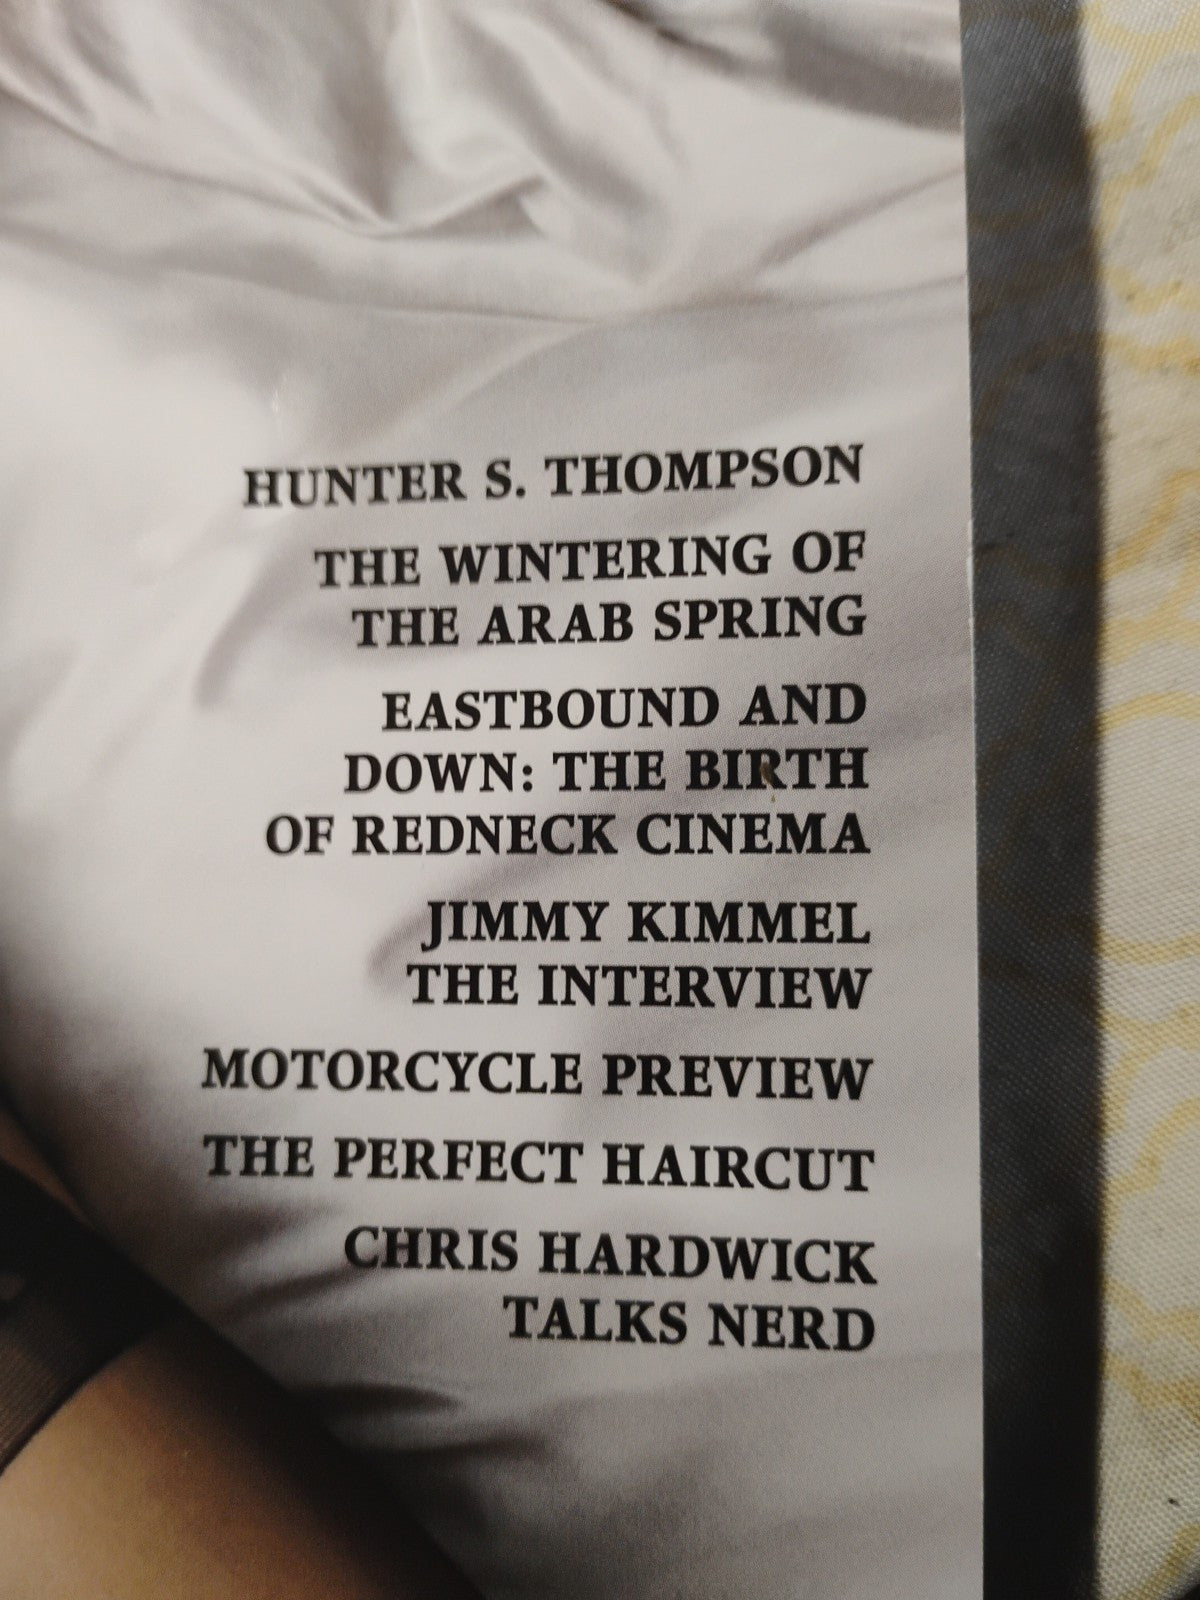 HUNTER S. THOMPSON
THE WINTERING OF
THE ARAB SPRING
EASTBOUND AND
DOWN: THE BIRTH
OF REDNECK CINEMA
JIMMY KIMMEL
THE INTERVIEW
MOTORCYCLE PREVIEW
THE PERFECT HAIRCUT
CHRIS HARDWICK
TALKS NERD